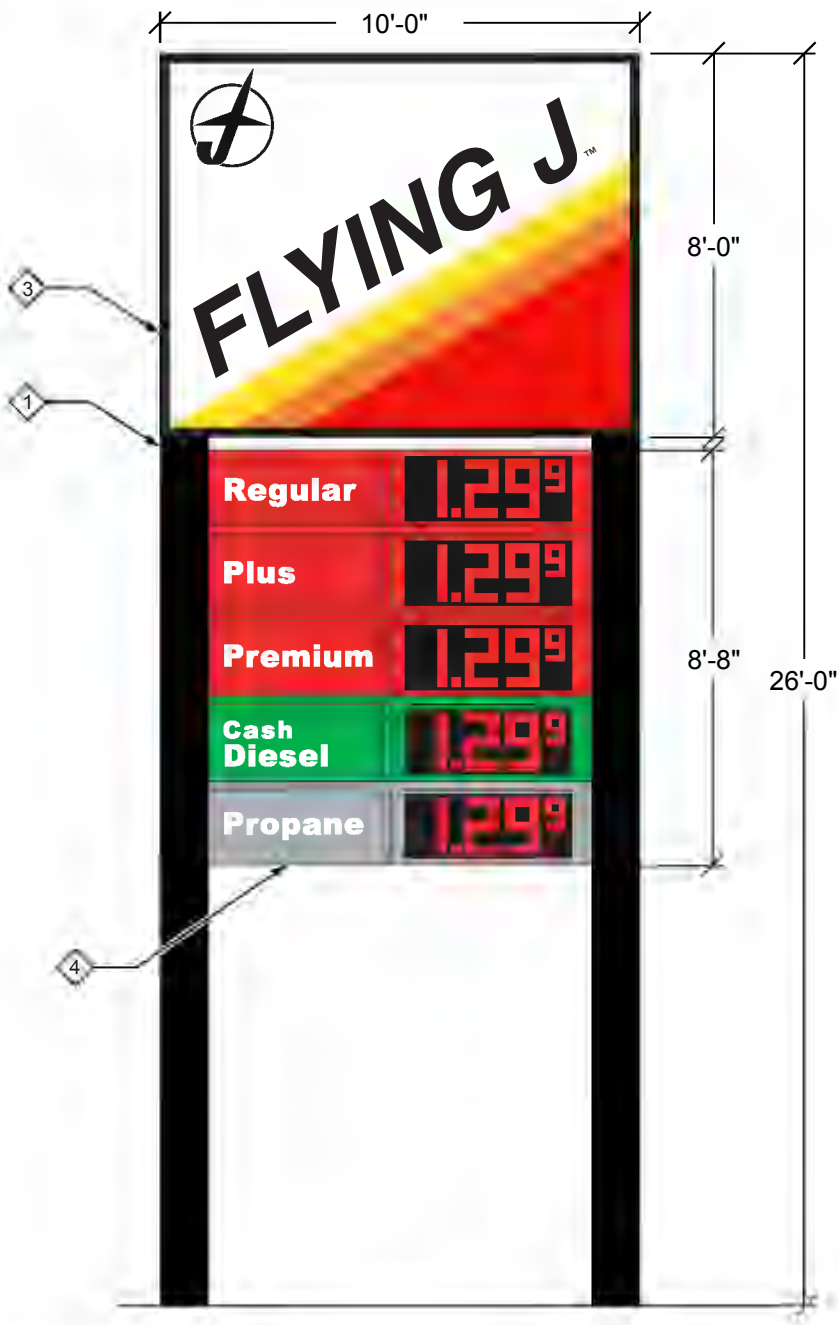 10'-0"
FLYING J™
8'-0"
3
1
Regular 1.29 9
Plus 1.29 9
Premium 1.29 9
8'-8"
26'-0"
Cash
Diesel 1.29 9
Propane 1.29 9
4